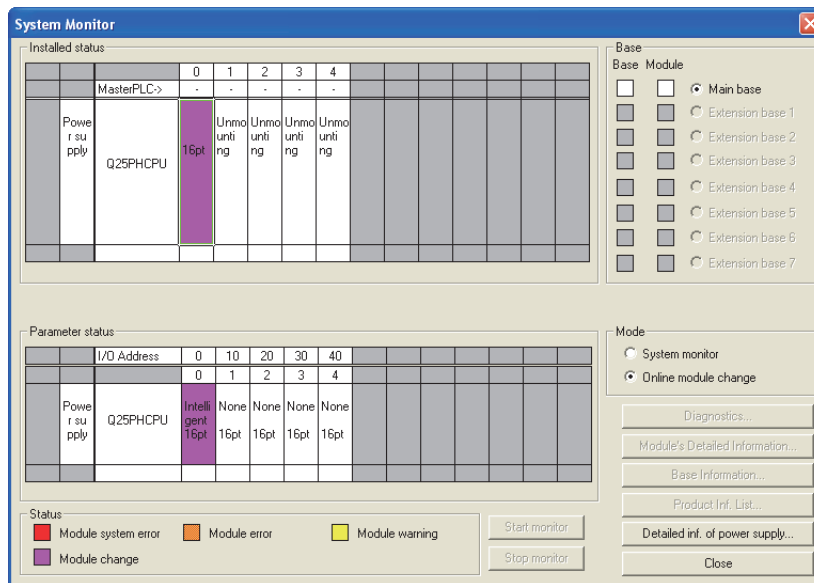 System Monitor
Installed status
0 1 2 3 4
MasterPLC-> - - - - -
Powe
r su
pply
Q25PHCPU
16pt
Unmo
unti
ng
Unmo
unti
ng
Unmo
unti
ng
Unmo
unti
ng
Base
Base Module
Main base
Extension base 1
Extension base 2
Extension base 3
Extension base 4
Extension base 5
Extension base 6
Extension base 7
Parameter status
I/O Address 0 10 20 30 40
0 1 2 3 4
Powe
r su
pply
Q25PHCPU
Intelli
gent
16pt
None
16pt
None
16pt
None
16pt
None
16pt
Mode
System monitor
Online module change
Diagnostics...
Module's Detailed Information...
Base Information...
Product Inf. List...
Detailed inf. of power supply...
Close
Status
Module system error
Module error
Module warning
Module change
Start monitor
Stop monitor